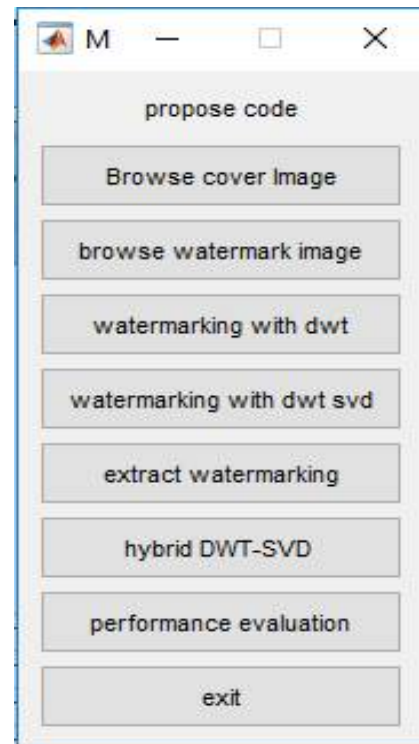 M
propose code
Browse cover Image
browse watermark image
watermarking with dwt
watermarking with dwt svd
extract watermarking
hybrid DWT-SVD
performance evaluation
exit